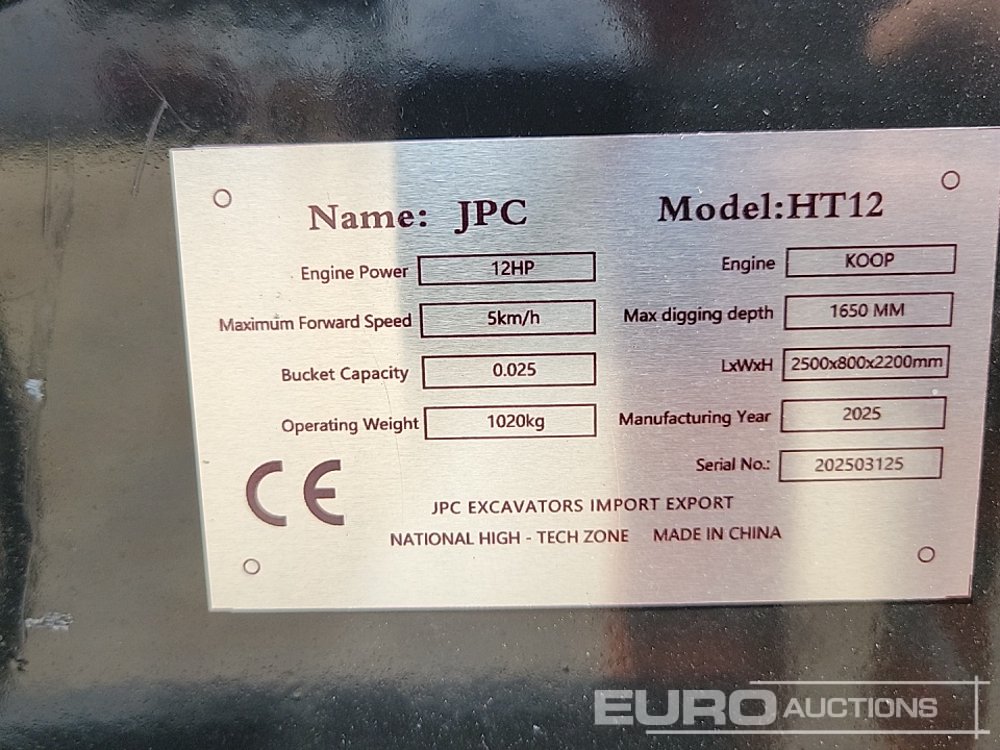 Name: JPC Model:HT12
Engine Power 12HP Engine KOOP
Maximum Forward Speed 5km/h Max digging depth 1650 MM
Bucket Capacity 0.025 LxWxH 2500x800x2200mm
Operating Weight 1020kg Manufacturing Year 2025
Serial No.: 202503125
CE
JPC EXCAVATORS IMPORT EXPORT
NATIONAL HIGH - TECH ZONE MADE IN CHINA
EURO AUCTIONS